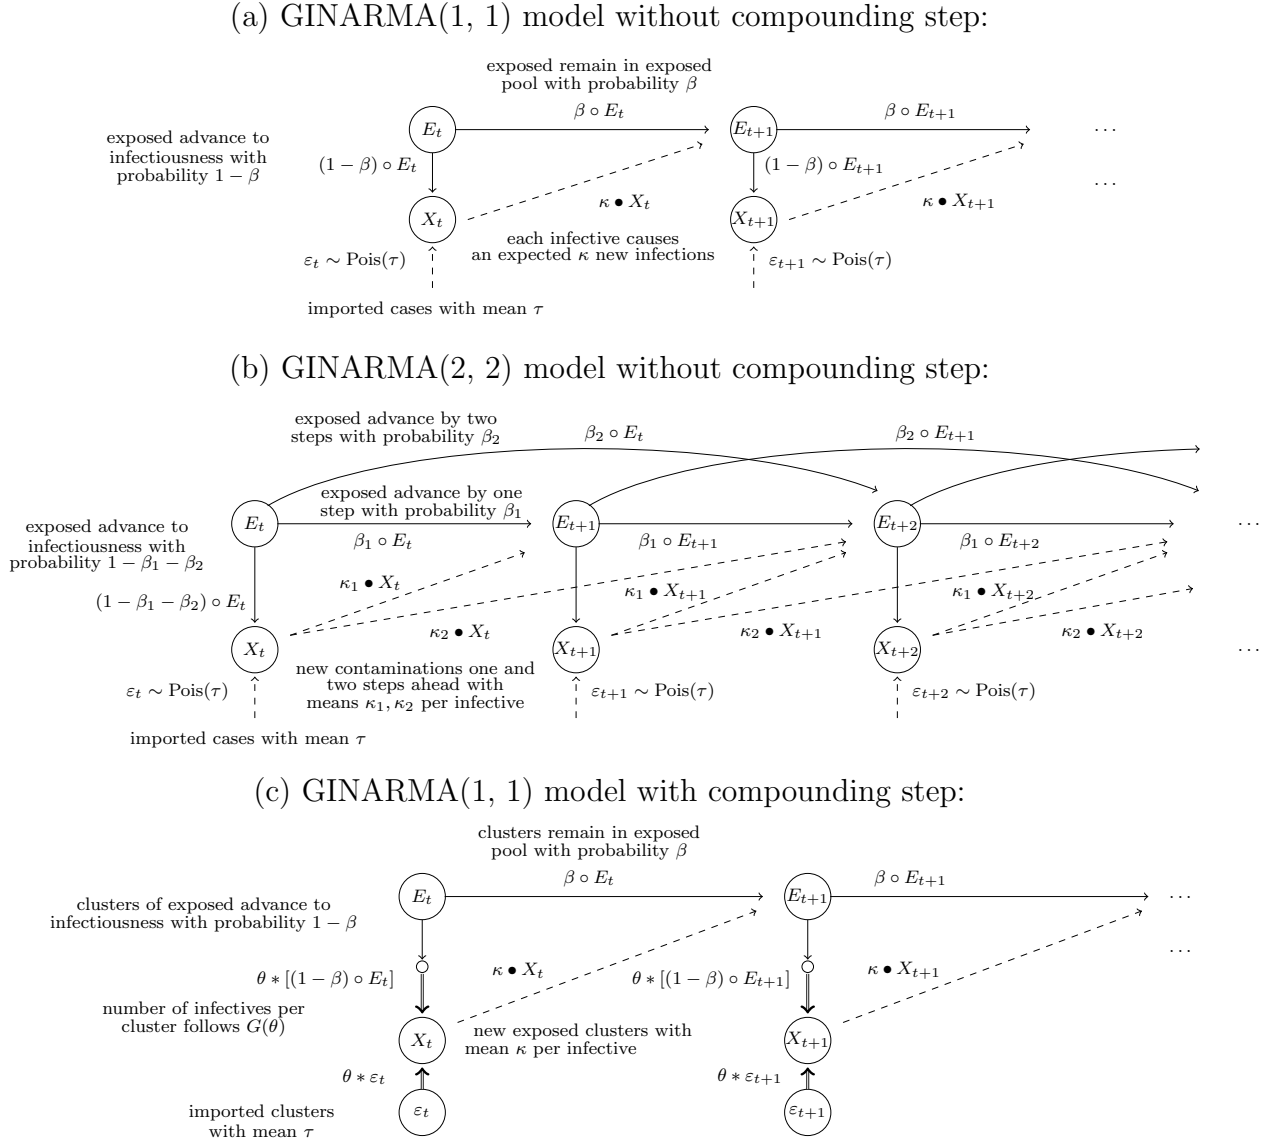 (a) GINARMA(1, 1) model without compounding step:
exposed remain in exposed
pool with probability β
β ∘ E_t
β ∘ E_{t+1}
E_t
E_{t+1}
…
exposed advance to
infectiousness with
probability 1 − β
(1 − β) ∘ E_t
(1 − β) ∘ E_{t+1}
…
κ ● X_t
κ ● X_{t+1}
X_t
X_{t+1}
each infective causes
an expected κ new infections
ε_t ∼ Pois(τ)
ε_{t+1} ∼ Pois(τ)
imported cases with mean τ
(b) GINARMA(2, 2) model without compounding step:
exposed advance by two
steps with probability β_2
β_2 ∘ E_t
β_2 ∘ E_{t+1}
exposed advance by one
step with probability β_1
E_t
E_{t+1}
E_{t+2}
…
exposed advance to
infectiousness with
probability 1 − β_1 − β_2
β_1 ∘ E_t
β_1 ∘ E_{t+1}
β_1 ∘ E_{t+2}
κ_1 ● X_t
κ_1 ● X_{t+1}
κ_1 ● X_{t+2}
(1 − β_1 − β_2) ∘ E_t
κ_2 ● X_t
κ_2 ● X_{t+1}
κ_2 ● X_{t+2}
X_t
X_{t+1}
X_{t+2}
…
new contaminations one and
two steps ahead with
means κ_1, κ_2 per infective
ε_t ∼ Pois(τ)
ε_{t+1} ∼ Pois(τ)
ε_{t+2} ∼ Pois(τ)
imported cases with mean τ
(c) GINARMA(1, 1) model with compounding step:
clusters remain in exposed
pool with probability β
β ∘ E_t
β ∘ E_{t+1}
E_t
E_{t+1}
…
clusters of exposed advance to
infectiousness with probability 1 − β
…
θ ∗ [(1 − β) ∘ E_t]
κ ● X_t
θ ∗ [(1 − β) ∘ E_{t+1}]
κ ● X_{t+1}
number of infectives per
cluster follows G(θ)
X_t
new exposed clusters with
mean κ per infective
X_{t+1}
θ ∗ ε_t
θ ∗ ε_{t+1}
imported clusters
with mean τ
ε_t
ε_{t+1}